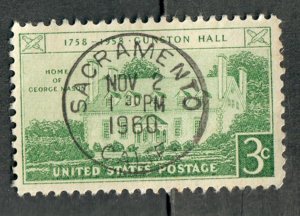 1758-1958 GUNSTON HALL
HOME OF
GEORGE MASON
3¢
UNITED STATES POSTAGE
SACRAMENTO
NOV 2
1 30 PM
1960
CALIF.